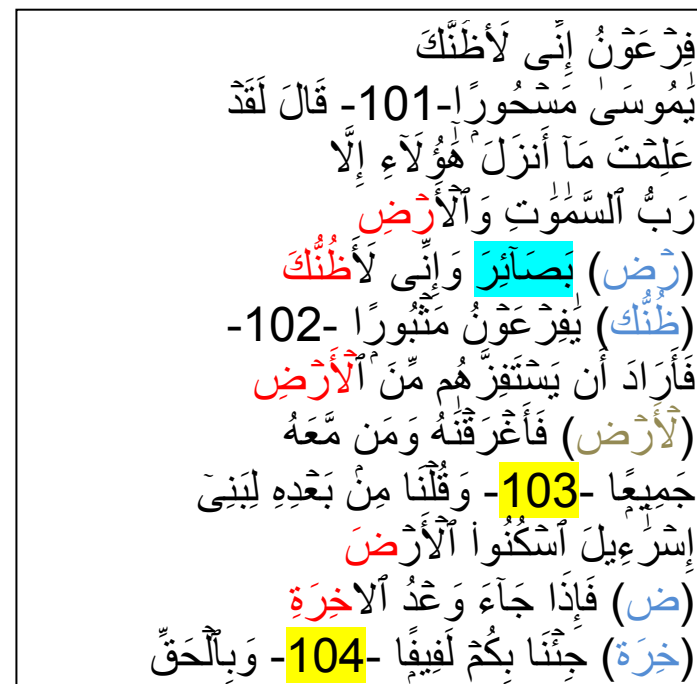 فِرۡعَوۡنُ إِنِّى لَأَظُنُّكَ
يَٰمُوسَىٰ مَسۡحُورًا-101- قَالَ لَقَدۡ
عَلِمۡتَ مَآ أَنزَلَ هَٰٓؤُلَآءِ إِلَّا
رَبُّ ٱلسَّمَٰوَٰتِ وَٱلۡأَرۡضِ
(رۡض) بَصَآئِرَ وَإِنِّى لَأَظُنُّكَ
(ظُنُّك) يَٰفِرۡعَوۡنُ مَثۡبُورًا -102-
فَأَرَادَ أَن يَسۡتَفِزَّهُم مِّنَ ٱلۡأَرۡضِ
(لۡأَرۡض) فَأَغۡرَقۡنَٰهُ وَمَن مَّعَهُ
جَمِيعًا -103- وَقُلۡنَا مِنۢ بَعۡدِهِ لِبَنِىٓ
إِسۡرَٰٓءِيلَ ٱسۡكُنُواْ ٱلۡأَرۡضَ
(ض) فَإِذَا جَآءَ وَعۡدُ ٱلاخِرَةِ
(خِرَة) جِئۡنَا بِكُمۡ لَفِيفًا -104- وَبِٱلۡحَقِّ